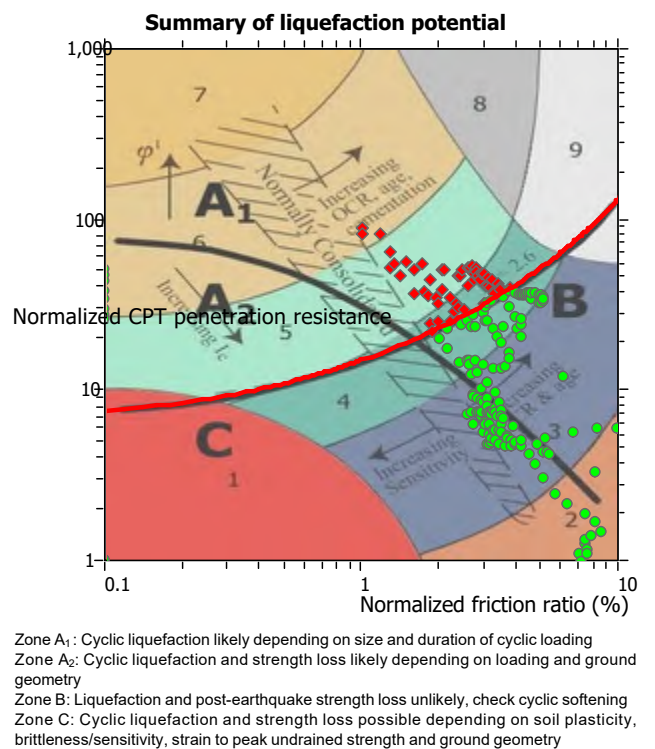 Summary of liquefaction potential
1,000
7
8
9
φ'
Increasing
OCR, age,
cementation
A₁
Normally Consolidated
100
6
2.6
A₂
B
Increasing Ic
Normalized CPT penetration resistance
5
10
4
Increasing
OCR & age
C
3
1
Increasing
Sensitivity
2
1
0.1
1
10
Normalized friction ratio (%)
Zone A₁: Cyclic liquefaction likely depending on size and duration of cyclic loading
Zone A₂: Cyclic liquefaction and strength loss likely depending on loading and ground
geometry
Zone B: Liquefaction and post-earthquake strength loss unlikely, check cyclic softening
Zone C: Cyclic liquefaction and strength loss possible depending on soil plasticity,
brittleness/sensitivity, strain to peak undrained strength and ground geometry